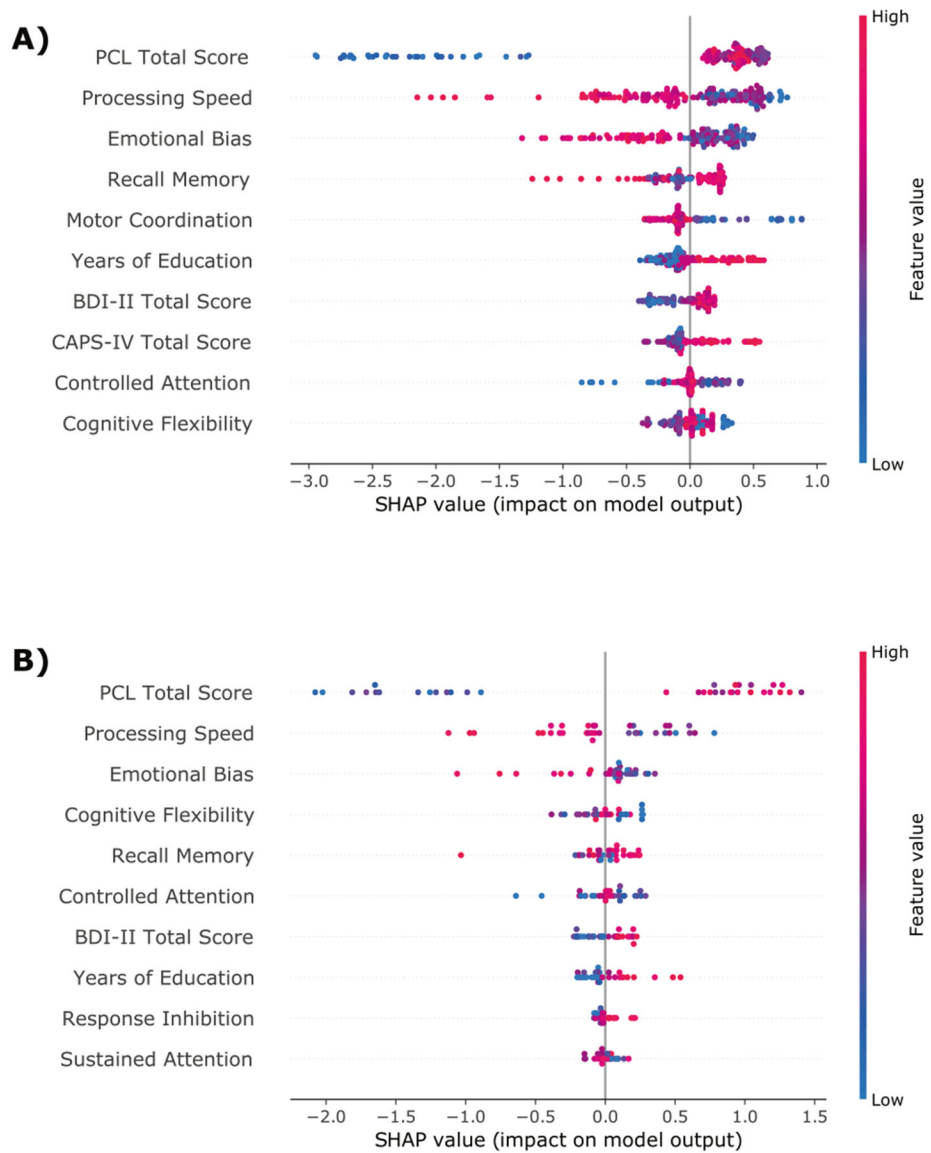 A)
High
PCL Total Score
Processing Speed
Emotional Bias
Recall Memory
Motor Coordination
Years of Education
BDI-II Total Score
CAPS-IV Total Score
Controlled Attention
Cognitive Flexibility
Feature value
Low
−3.0 −2.5 −2.0 −1.5 −1.0 −0.5 0.0 0.5 1.0
SHAP value (impact on model output)
B)
High
PCL Total Score
Processing Speed
Emotional Bias
Cognitive Flexibility
Recall Memory
Controlled Attention
BDI-II Total Score
Years of Education
Response Inhibition
Sustained Attention
Feature value
Low
−2.0 −1.5 −1.0 −0.5 0.0 0.5 1.0 1.5
SHAP value (impact on model output)